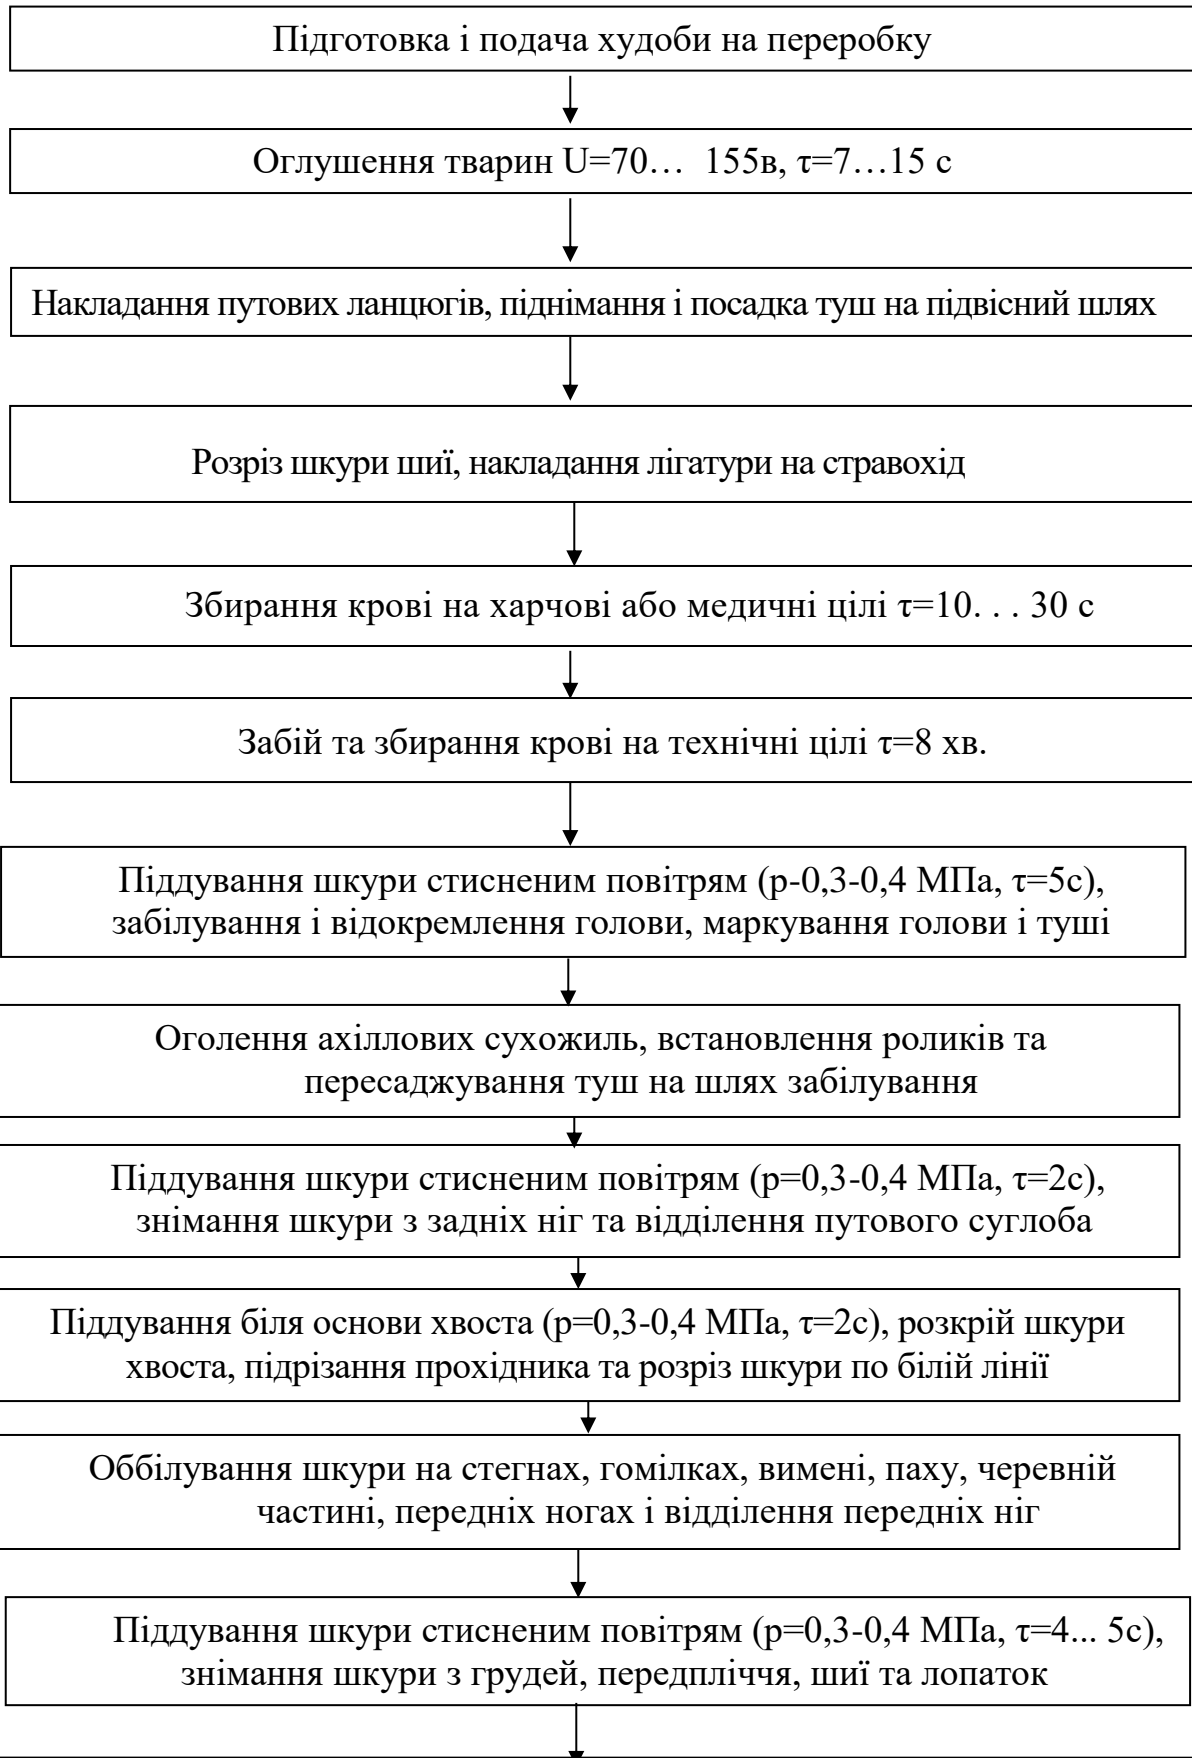 Підготовка і подача худоби на переробку
Оглушення тварин U=70… 155в, τ=7…15 с
Накладання путових ланцюгів, піднімання і посадка туш на підвісний шлях
Розріз шкури шиї, накладання лігатури на стравохід
Збирання крові на харчові або медичні цілі τ=10. . . 30 с
Забій та збирання крові на технічні цілі τ=8 хв.
Піддування шкури стисненим повітрям (р-0,3-0,4 МПа, τ=5с),
забілування і відокремлення голови, маркування голови і туші
Оголення ахіллових сухожиль, встановлення роликів та
пересаджування туш на шлях забілування
Піддування шкури стисненим повітрям (р=0,3-0,4 МПа, τ=2с),
знімання шкури з задніх ніг та відділення путового суглоба
Піддування біля основи хвоста (р=0,3-0,4 МПа, τ=2с), розкрій шкури
хвоста, підрізання прохідника та розріз шкури по білій лінії
Оббілування шкури на стегнах, гомілках, вимені, паху, черевній
частині, передніх ногах і відділення передніх ніг
Піддування шкури стисненим повітрям (р=0,3-0,4 МПа, τ=4... 5с),
знімання шкури з грудей, передпліччя, шиї та лопаток